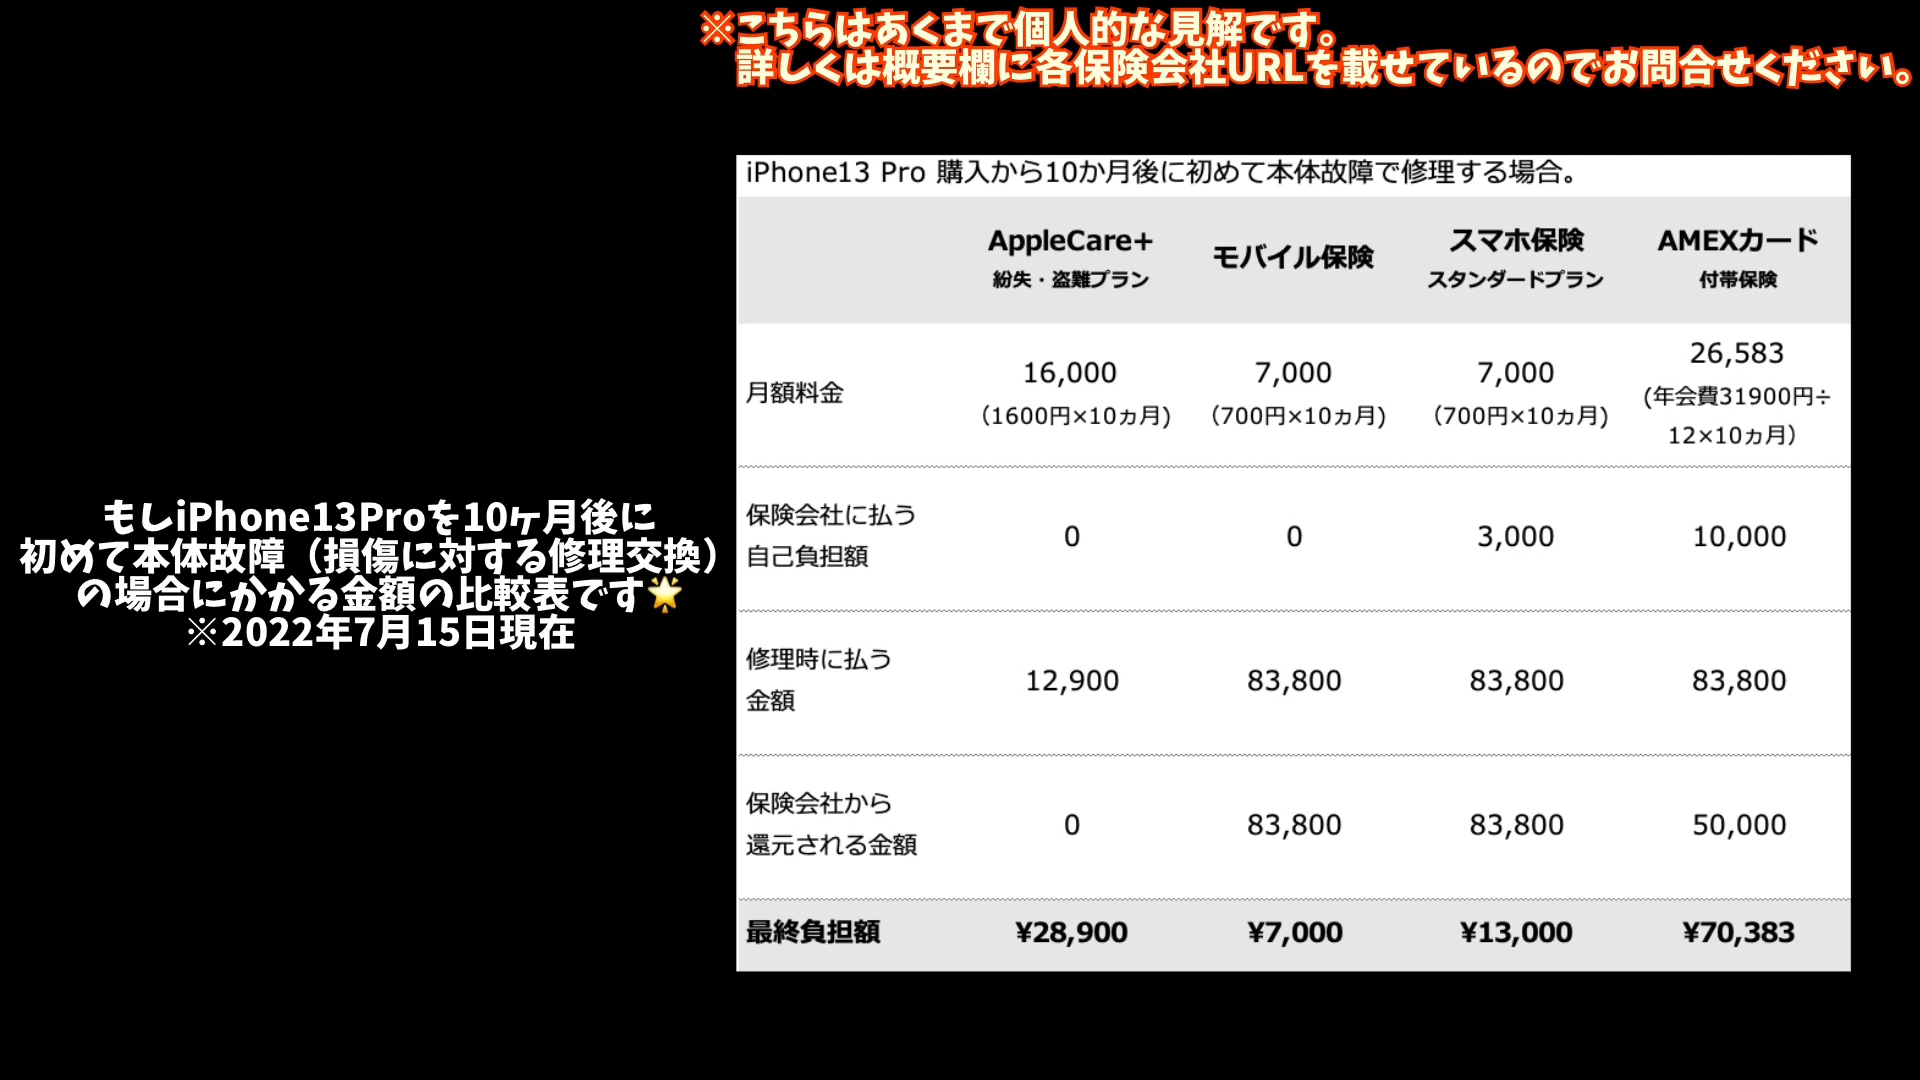 ※こちらはあくまで個人的な見解です。
詳しくは概要欄に各保険会社URLを載せているのでお問合せください。
もしiPhone13Proを10ヶ月後に
初めて本体故障（損傷に対する修理交換）
の場合にかかる金額の比較表です🌟
※2022年7月15日現在
iPhone13 Pro 購入から10か月後に初めて本体故障で修理する場合。
AppleCare+ モバイル保険 スマホ保険 AMEXカード
紛失・盗難プラン スタンダードプラン 付帯保険
月額料金 16,000 7,000 7,000 26,583
（1600円×10ヵ月) （700円×10ヵ月) （700円×10ヵ月) (年会費31900円÷
12×10ヵ月）
保険会社に払う
自己負担額 0 0 3,000 10,000
修理時に払う
金額 12,900 83,800 83,800 83,800
保険会社から
還元される金額 0 83,800 83,800 50,000
最終負担額 ¥28,900 ¥7,000 ¥13,000 ¥70,383